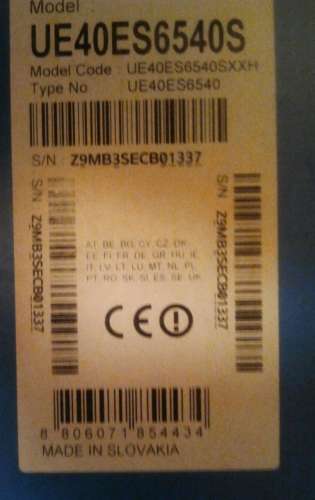 Model :
UE40ES6540S
Model Code : UE40ES6540SXXH
Type No : UE40ES6540
S/N : Z9MB3SECB01337
S/N : Z9MB3SECB01337
AT BE BG CY CZ DK
EE FI FR DE GR HU IE
IT LV LT LU MT NL PL
PT RO SK SI ES SE UK
S/N : Z9MB3SECB01337
CE
8 806071 854434
MADE IN SLOVAKIA